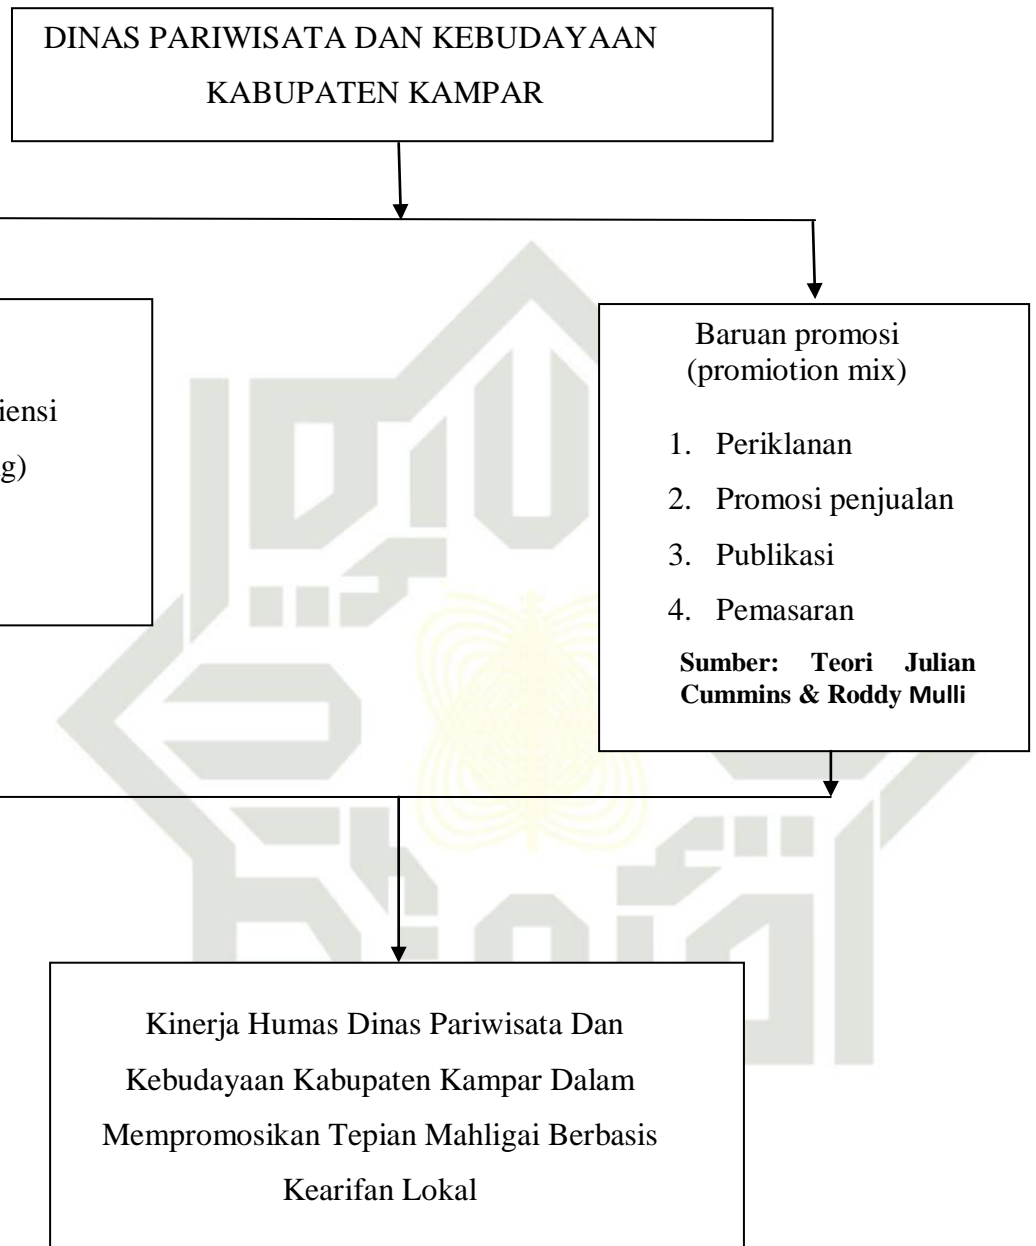 DINAS PARIWISATA DAN KEBUDAYAAN
KABUPATEN KAMPAR
iensi
g)
Baruan promosi
(promiotion mix)
1. Periklanan
2. Promosi penjualan
3. Publikasi
4. Pemasaran
Sumber: Teori Julian
Cummins & Roddy Mulli
Kinerja Humas Dinas Pariwisata Dan
Kebudayaan Kabupaten Kampar Dalam
Mempromosikan Tepian Mahligai Berbasis
Kearifan Lokal